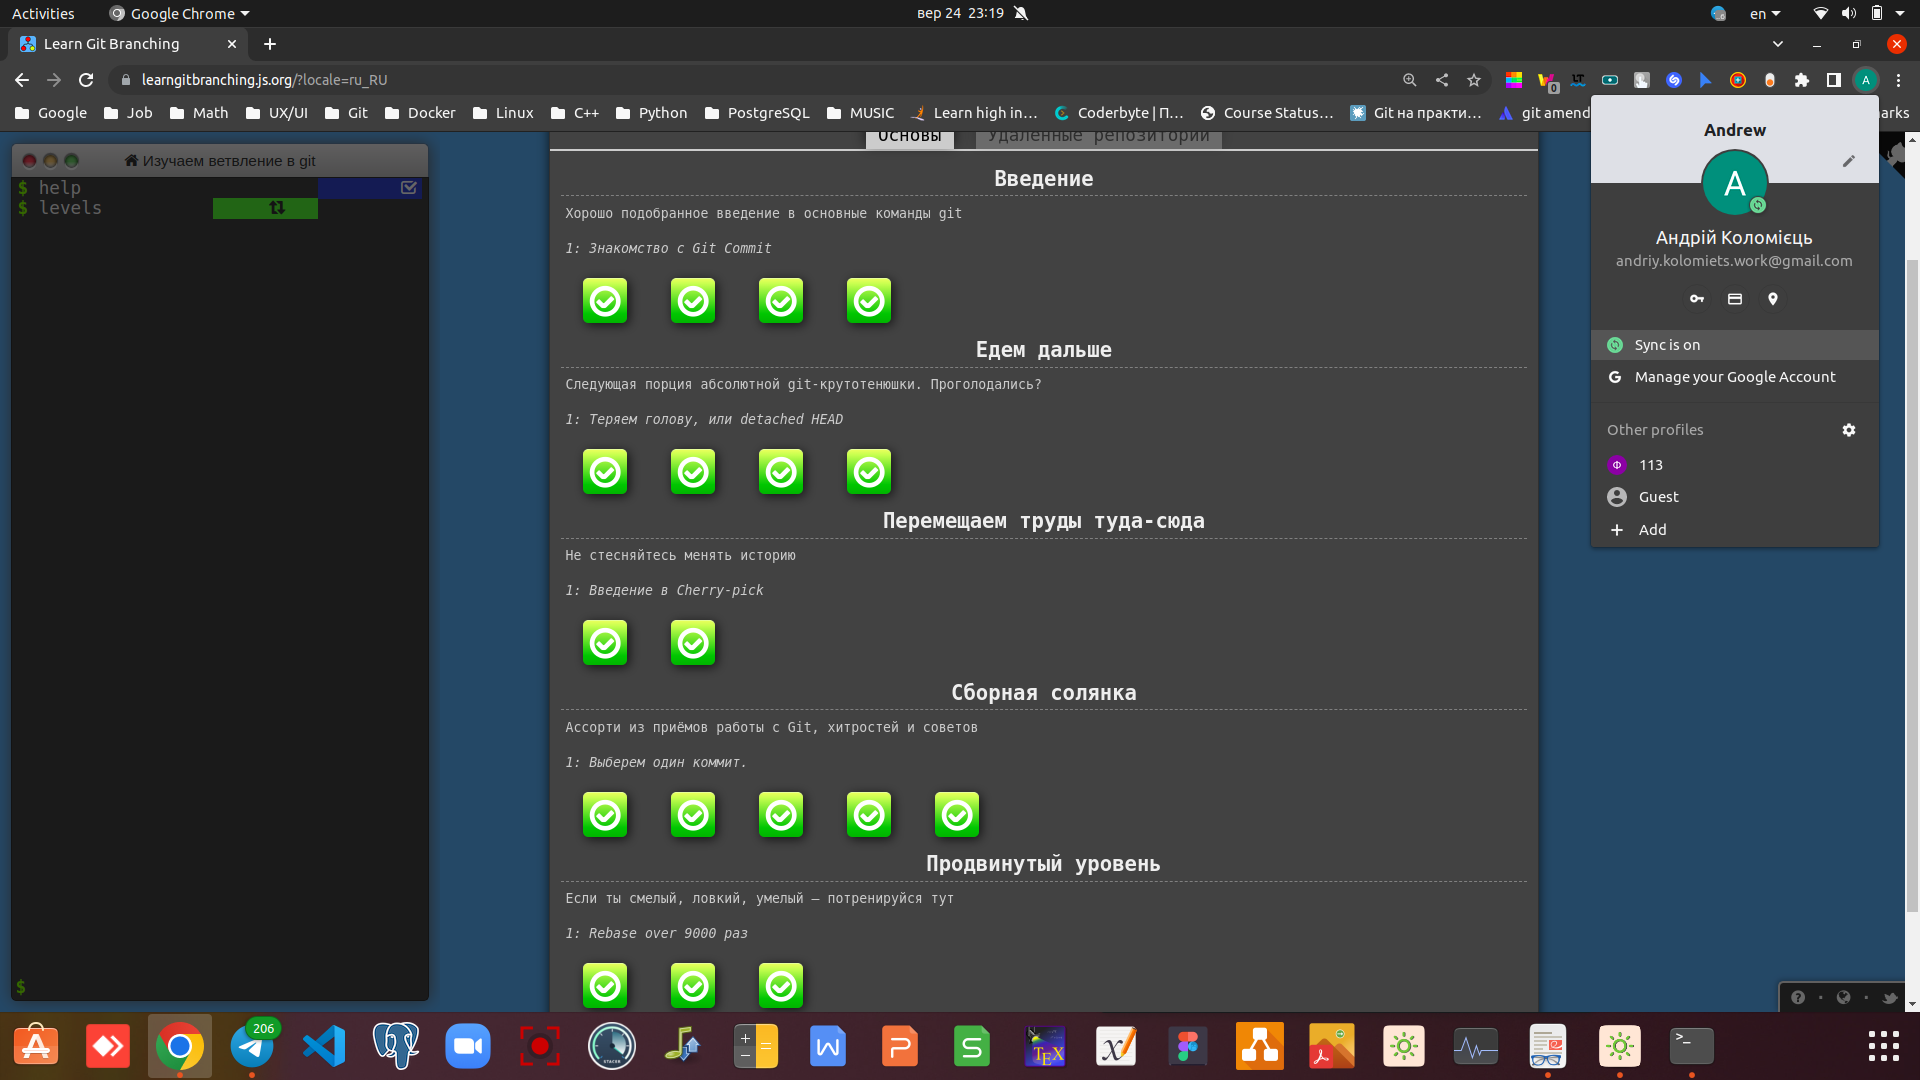 Activities
Google Chrome
вер 24 23:19
en
Learn Git Branching
learngitbranching.js.org/?locale=ru_RU
0
A
Google
Job
Math
UX/UI
Git
Docker
Linux
C++
Python
PostgreSQL
MUSIC
Learn high in…
Coderbyte | П…
Course Status…
Git на практи…
git amend
arks
Изучаем ветвление в git
$ help
$ levels
$
Основы
Удаленные репозитории
Введение
Хорошо подобранное введение в основные команды git
1: Знакомство с Git Commit
Едем дальше
Следующая порция абсолютной git-крутотенюшки. Проголодались?
1: Теряем голову, или detached HEAD
Перемещаем труды туда-сюда
Не стесняйтесь менять историю
1: Введение в Cherry-pick
Сборная солянка
Ассорти из приёмов работы с Git, хитростей и советов
1: Выберем один коммит.
Продвинутый уровень
Если ты смелый, ловкий, умелый — потренируйся тут
1: Rebase over 9000 раз
Andrew
A
Андрій Коломієць
andriy.kolomiets.work@gmail.com
Sync is on
G Manage your Google Account
Other profiles
Ф 113
Guest
Add
206
STACER
W
P
S
TEX
X
>_